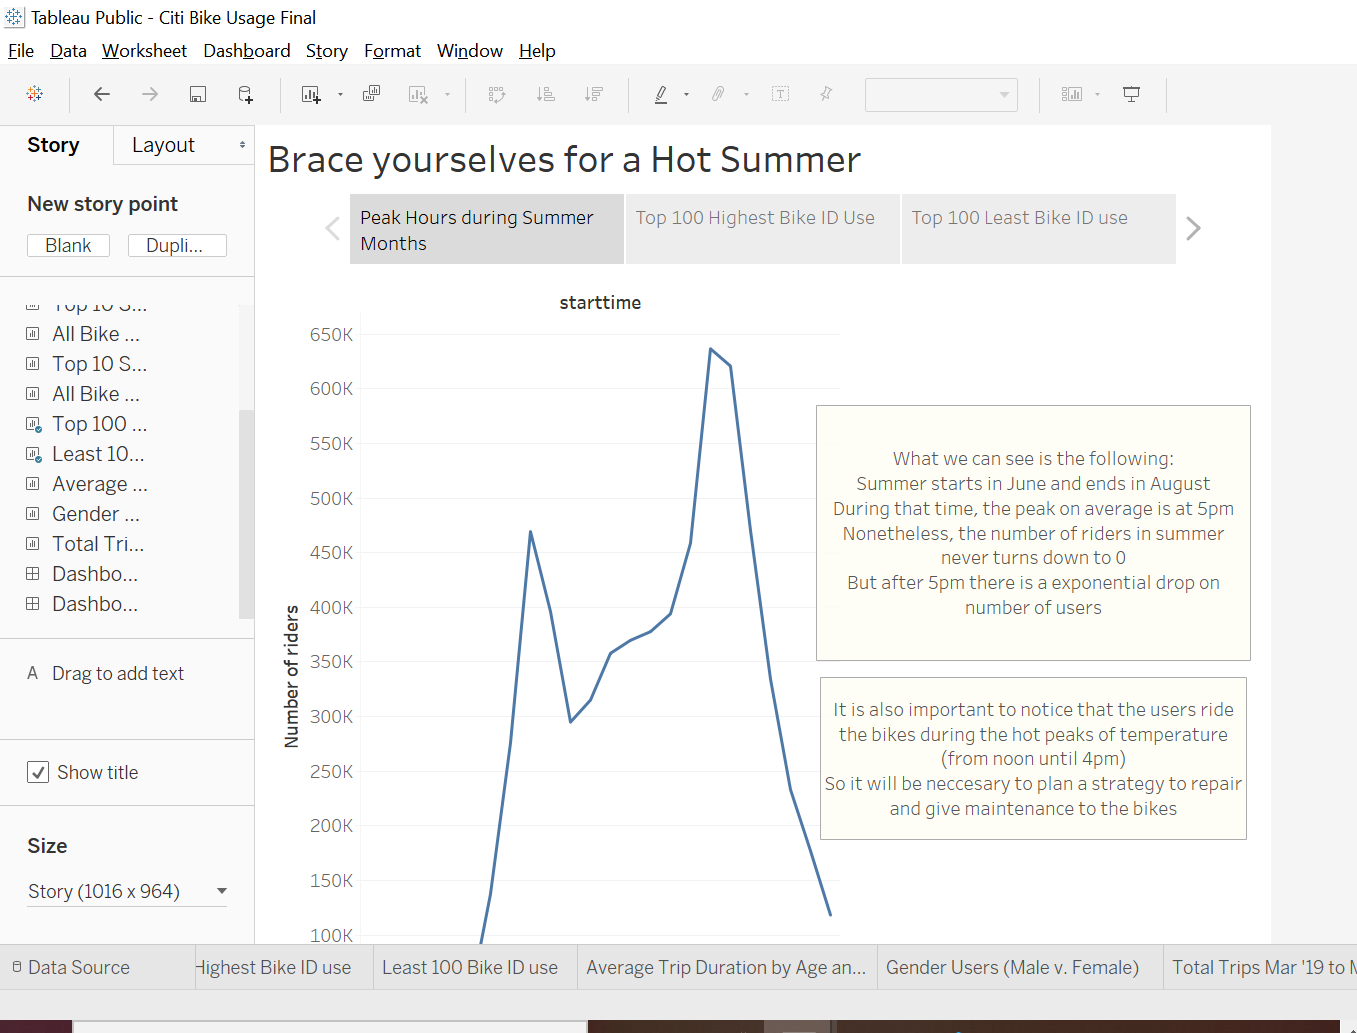 Tableau Public - Citi Bike Usage Final
File Data Worksheet Dashboard Story Format Window Help
Story Layout
Brace yourselves for a Hot Summer
New story point
Blank Dupli...
Peak Hours during Summer
Months
Top 100 Highest Bike ID Use
Top 100 Least Bike ID use
Top 10 S...
All Bike ...
Top 10 S...
All Bike ...
Top 100 ...
Least 10...
Average ...
Gender ...
Total Tri...
Dashbo...
Dashbo...
A Drag to add text
Show title
Size
Story (1016 x 964)
starttime
650K
600K
550K
500K
450K
400K
350K
300K
250K
200K
150K
100K
Number of riders
What we can see is the following:
Summer starts in June and ends in August
During that time, the peak on average is at 5pm
Nonetheless, the number of riders in summer
never turns down to 0
But after 5pm there is a exponential drop on
number of users
It is also important to notice that the users ride
the bikes during the hot peaks of temperature
(from noon until 4pm)
So it will be neccesary to plan a strategy to repair
and give maintenance to the bikes
Data Source Highest Bike ID use Least 100 Bike ID use Average Trip Duration by Age an... Gender Users (Male v. Female) Total Trips Mar '19 to M